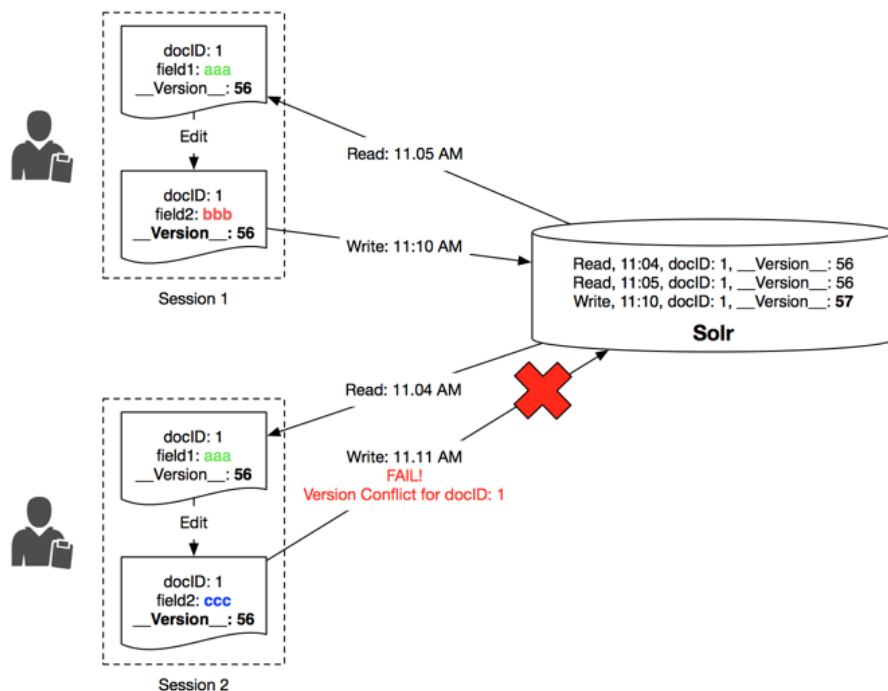 docID: 1
field1: aaa
__Version__: 56
Edit
docID: 1
field2: bbb
__Version__: 56
Session 1
Read: 11.05 AM
Write: 11:10 AM
Read, 11:04, docID: 1, __Version__: 56
Read, 11:05, docID: 1, __Version__: 56
Write, 11:10, docID: 1, __Version__: 57
Solr
Read: 11.04 AM
Write: 11.11 AM
FAIL!
Version Conflict for docID: 1
docID: 1
field1: aaa
__Version__: 56
Edit
docID: 1
field2: ccc
__Version__: 56
Session 2